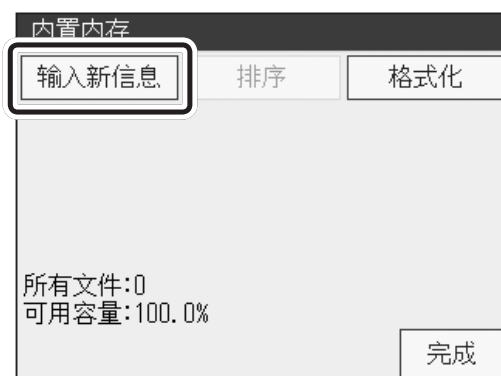 内置内存
输入新信息 排序 格式化
所有文件:0
可用容量:100.0%
完成